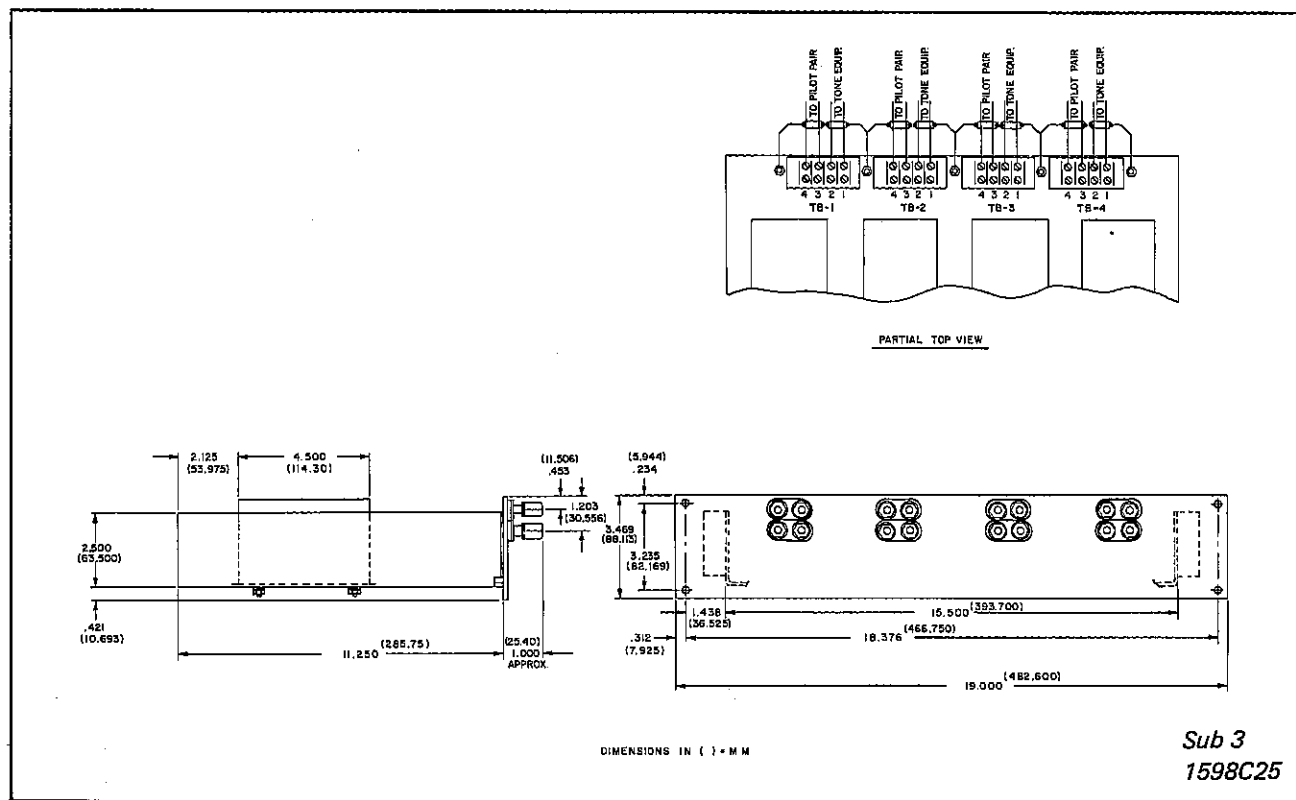 TO PILOT PAIR
TO TONE EQUIP.
TO PILOT PAIR
TO TONE EQUIP.
TO PILOT PAIR
TO TONE EQUIP.
TO PILOT PAIR
TO TONE EQUIP.
4 3 2 1
4 3 2 1
4 3 2 1
4 3 2 1
TB-1
TB-2
TB-3
TB-4
PARTIAL TOP VIEW
2.125
(53,975)
4.500
(114.30)
(11,506)
.453
1.203
(30,556)
2.500
(63,500)
.421
(10,693)
(285,75)
11.250
(25.40)
1.000
APPROX.
(5,944)
.234
3.469
(88.113)
3.235
(82,169)
1.438
(36.525)
(393.700)
15.500
.312
(7,925)
(466,750)
18.376
(482,600)
19.000
DIMENSIONS IN ( ) = M M
Sub 3
1598C25